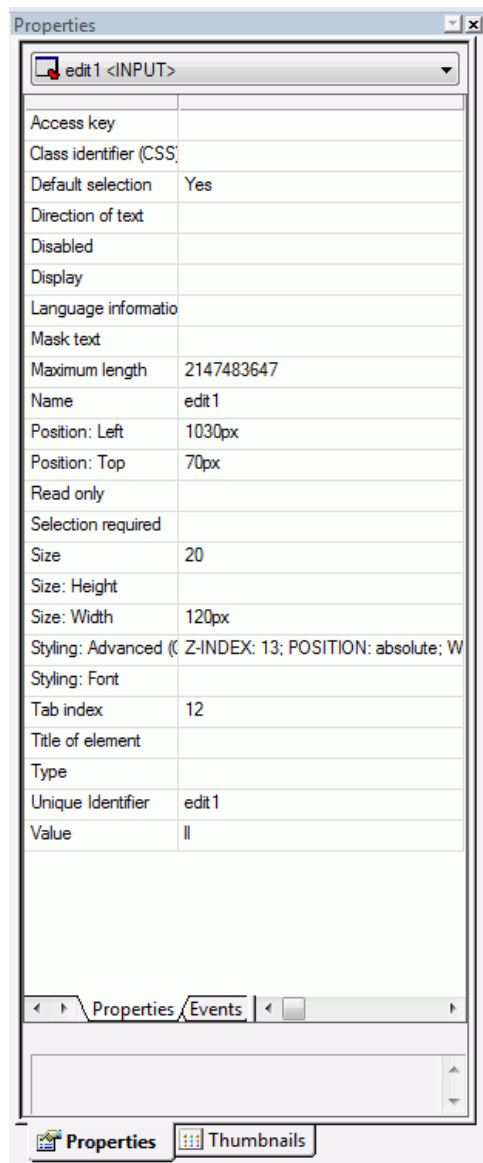 Properties
edit1 <INPUT>
Access key
Class identifier (CSS)
Default selection Yes
Direction of text
Disabled
Display
Language informatio
Mask text
Maximum length 2147483647
Name edit1
Position: Left 1030px
Position: Top 70px
Read only
Selection required
Size 20
Size: Height
Size: Width 120px
Styling: Advanced (C Z-INDEX: 13; POSITION: absolute; W
Styling: Font
Tab index 12
Title of element
Type
Unique Identifier edit1
Value ll
Properties Events
Properties Thumbnails